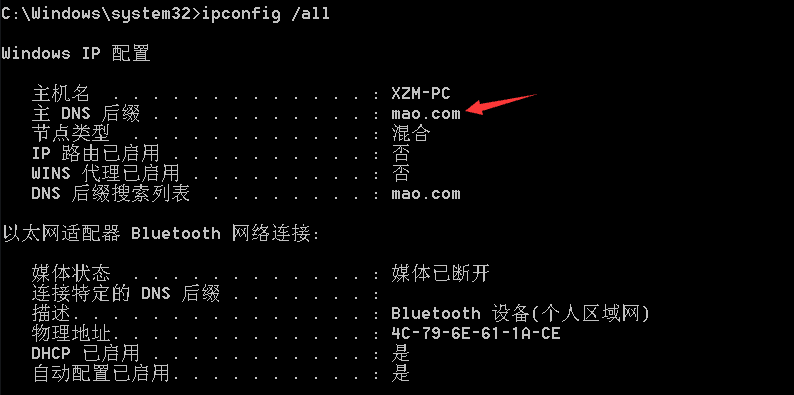 C:\Windows\system32>ipconfig /all
Windows IP 配置
主机名 . . . . . . . . . . . . . : XZM-PC
主 DNS 后缀 . . . . . . . . . . . : mao.com
节点类型 . . . . . . . . . . . . : 混合
IP 路由已启用 . . . . . . . . . . : 否
WINS 代理已启用 . . . . . . . . . : 否
DNS 后缀搜索列表 . . . . . . . . : mao.com
以太网适配器 Bluetooth 网络连接:
媒体状态 . . . . . . . . . . . . : 媒体已断开
连接特定的 DNS 后缀 . . . . . . . :
描述. . . . . . . . . . . . . . . : Bluetooth 设备(个人区域网)
物理地址. . . . . . . . . . . . . : 4C-79-6E-61-1A-CE
DHCP 已启用 . . . . . . . . . . . : 是
自动配置已启用. . . . . . . . . . : 是